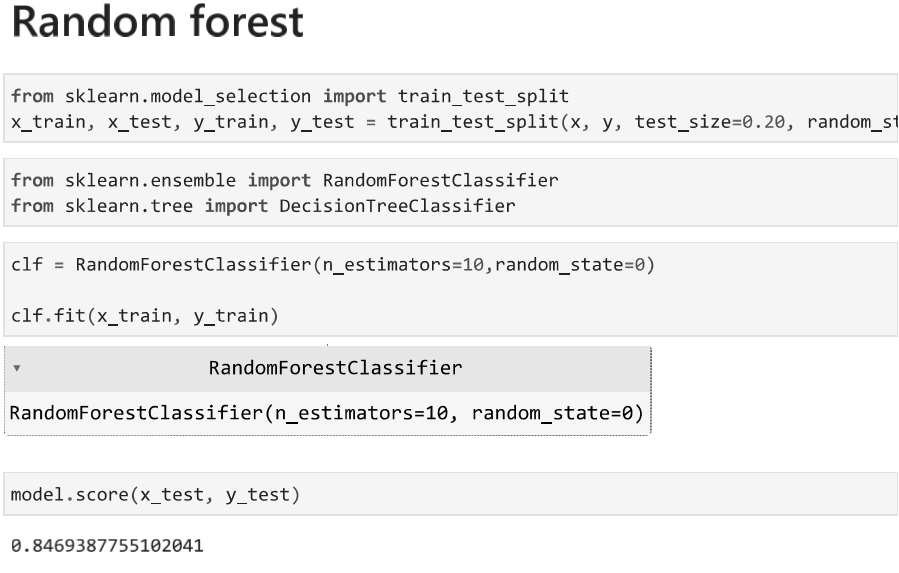 Random forest
from sklearn.model_selection import train_test_split
x_train, x_test, y_train, y_test = train_test_split(x, y, test_size=0.20, random_st
from sklearn.ensemble import RandomForestClassifier
from sklearn.tree import DecisionTreeClassifier
clf = RandomForestClassifier(n_estimators=10,random_state=0)
clf.fit(x_train, y_train)
▾ RandomForestClassifier
RandomForestClassifier(n_estimators=10, random_state=0)
model.score(x_test, y_test)
0.8469387755102041